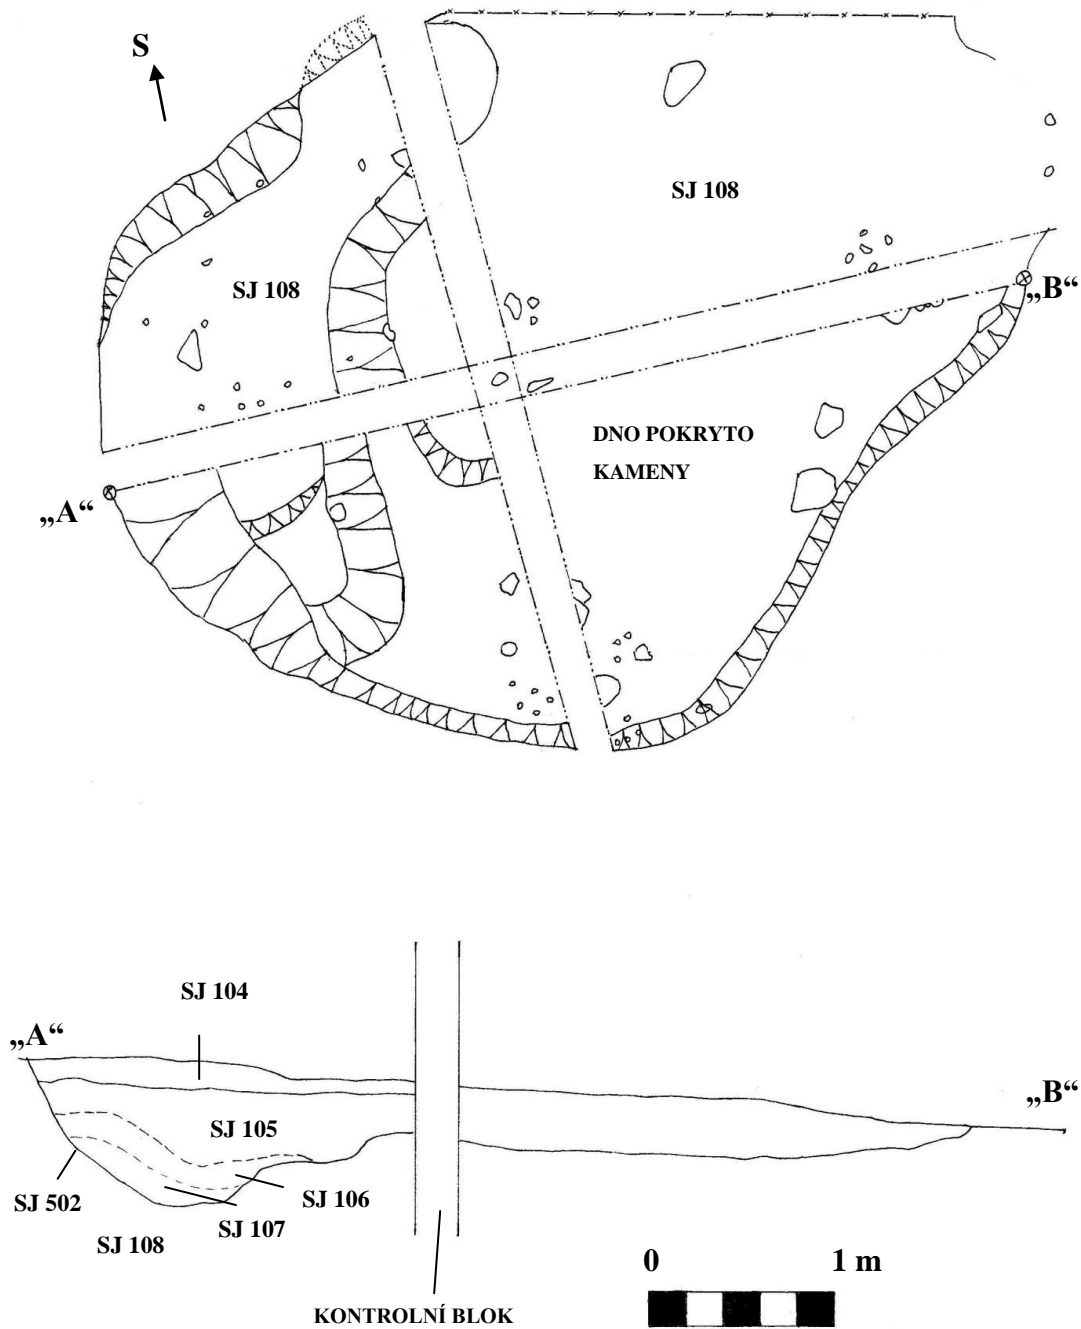 S
SJ 108
SJ 108
„B“
DNO POKRYTO
KAMENY
„A“
SJ 104
„A“
„B“
SJ 105
SJ 502
SJ 106
SJ 107
SJ 108
0 1 m
KONTROLNÍ BLOK